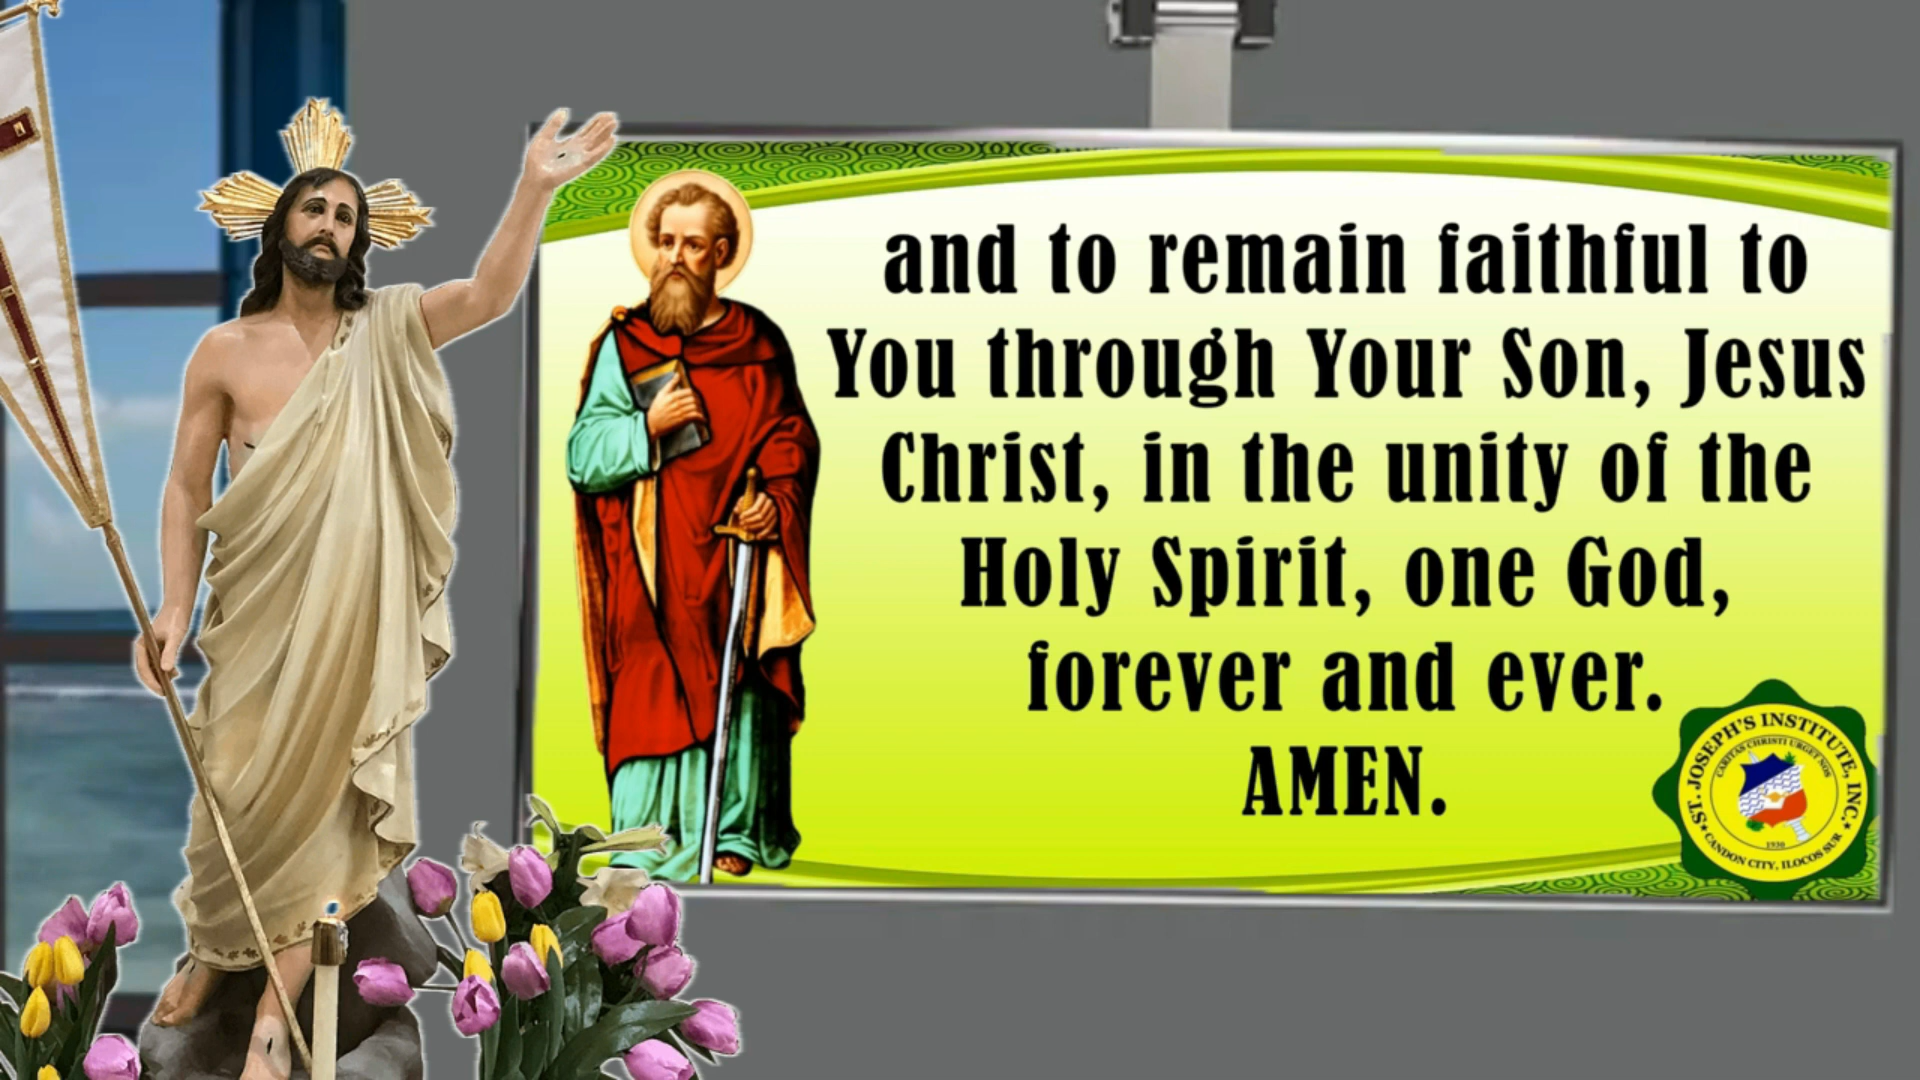 and to remain faithful to
You through Your Son, Jesus
Christ, in the unity of the
Holy Spirit, one God,
forever and ever.
AMEN.
ST. JOSEPH'S INSTITUTE, INC.
CARITAS CHRISTI URGET NOS
1930
CANDON CITY, ILOCOS SUR